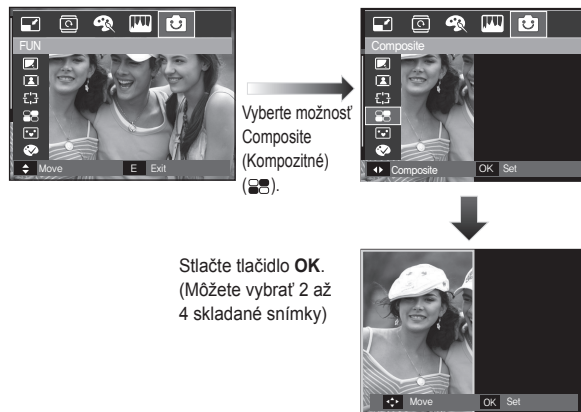 FUN
Move E Exit
Vyberte možnosť
Composite
(Kompozitné)
( ).
Composite
Composite OK Set
Stlačte tlačidlo OK.
(Môžete vybrať 2 až
4 skladané snímky)
Move OK Set